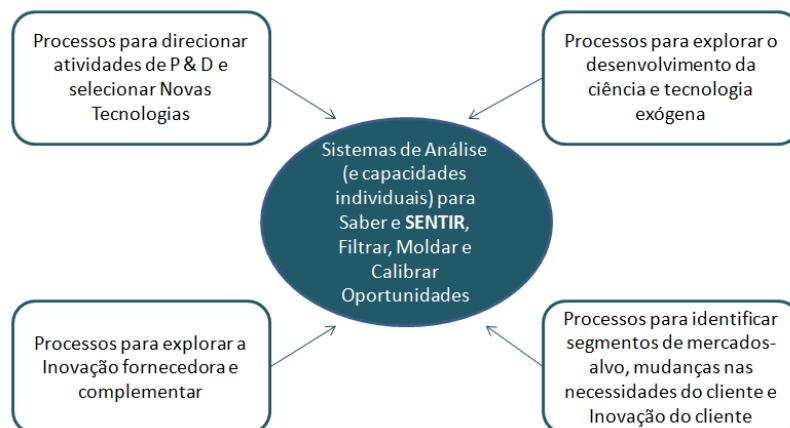 Processos para direcionar
atividades de P & D e
selecionar Novas
Tecnologias
Processos para explorar o
desenvolvimento da
ciência e tecnologia
exógena
Sistemas de Análise
(e capacidades
individuais) para
Saber e SENTIR,
Filtrar, Moldar e
Calibrar
Oportunidades
Processos para explorar a
Inovação fornecedora e
complementar
Processos para identificar
segmentos de mercados-
alvo, mudanças nas
necessidades do cliente e
Inovação do cliente